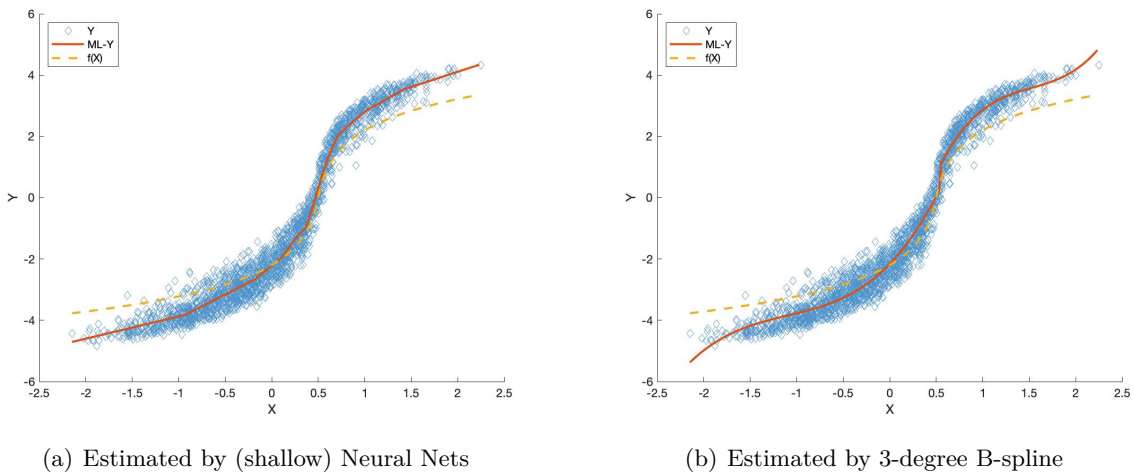 6
4
2
0
-2
-4
-6
Y
-2.5 -2 -1.5 -1 -0.5 0 0.5 1 1.5 2 2.5
X
Y
ML-Y
f(X)
(a) Estimated by (shallow) Neural Nets
6
4
2
0
-2
-4
-6
Y
-2.5 -2 -1.5 -1 -0.5 0 0.5 1 1.5 2 2.5
X
Y
ML-Y
f(X)
(b) Estimated by 3-degree B-spline